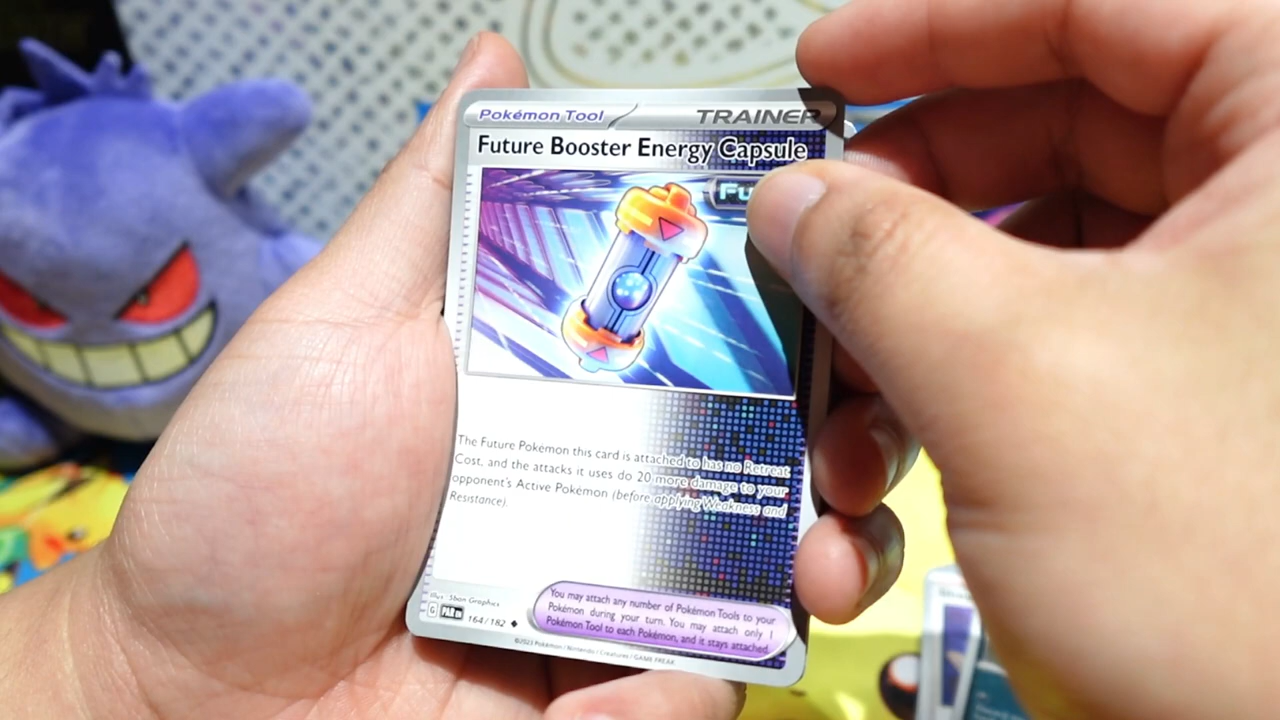 Pokémon Tool TRAINER
Future Booster Energy Capsule
Fu
The Future Pokémon this card is attached to has no Retreat
Cost, and the attacks it uses do 20 more damage to your
opponent's Active Pokémon (before applying Weakness and
Resistance).
You may attach any number of Pokémon Tools to your
Pokémon during your turn. You may attach only 1
Pokémon Tool to each Pokémon, and it stays attached.
Illus. 5ban Graphics
G PAR EN 164/182
©2023 Pokémon / Nintendo / Creatures / GAME FREAK